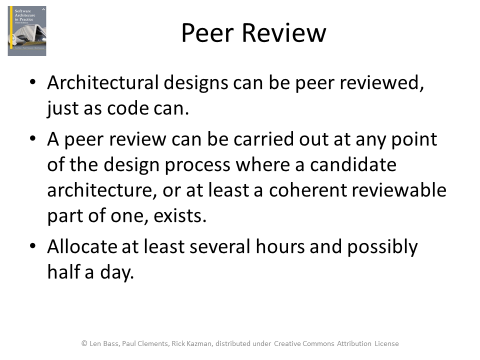 Software
Architecture
in Practice
Peer Review
• Architectural designs can be peer reviewed,
just as code can.
• A peer review can be carried out at any point
of the design process where a candidate
architecture, or at least a coherent reviewable
part of one, exists.
• Allocate at least several hours and possibly
half a day.
© Len Bass, Paul Clements, Rick Kazman, distributed under Creative Commons Attribution License